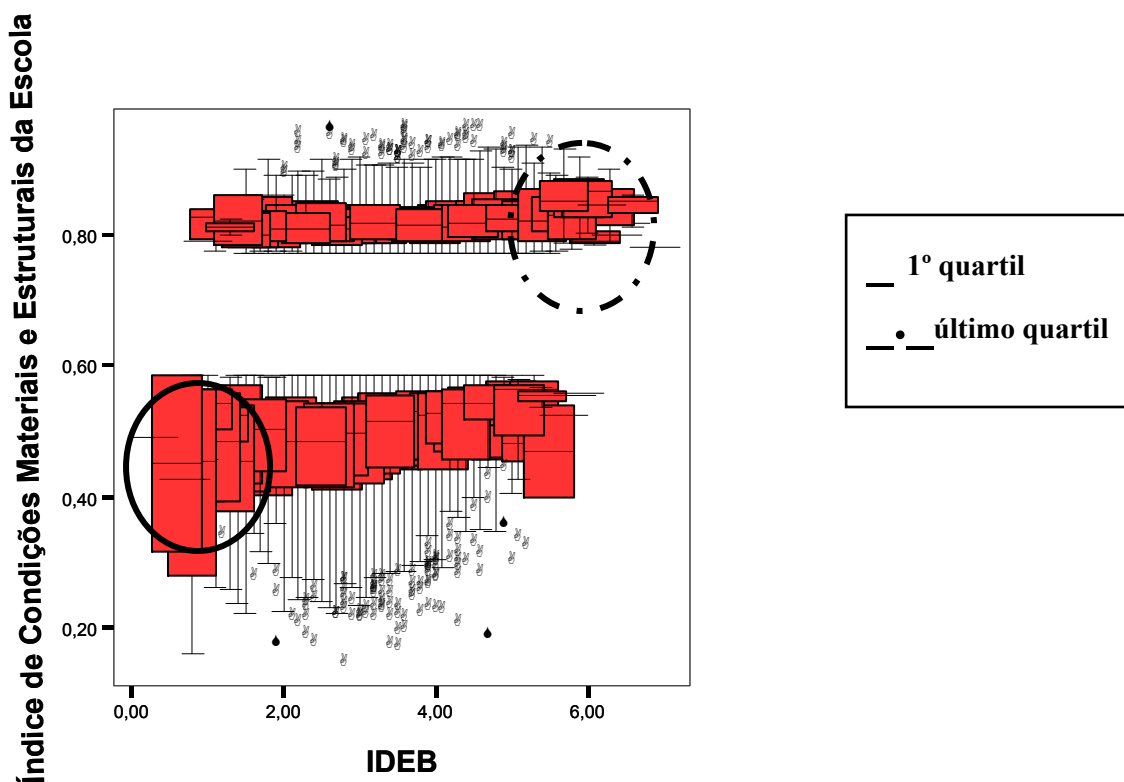 Índice de Condições Materiais e Estruturais da Escola
0,80
0,60
0,40
0,20
0,00
2,00
4,00
6,00
IDEB
1º quartil
último quartil